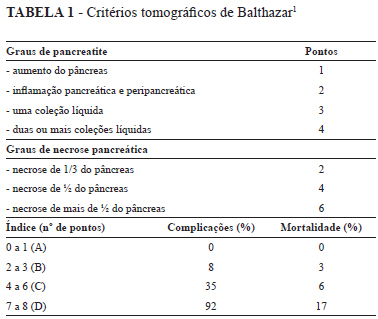 TABELA 1 - Critérios tomográficos de Balthazar1
Graus de pancreatite Pontos
- aumento do pâncreas 1
- inflamação pancreática e peripancreática 2
- uma coleção líquida 3
- duas ou mais coleções líquidas 4
Graus de necrose pancreática
- necrose de 1/3 do pâncreas 2
- necrose de ½ do pâncreas 4
- necrose de mais de ½ do pâncreas 6
Índice (nº de pontos) Complicações (%) Mortalidade (%)
0 a 1 (A) 0 0
2 a 3 (B) 8 3
4 a 6 (C) 35 6
7 a 8 (D) 92 17